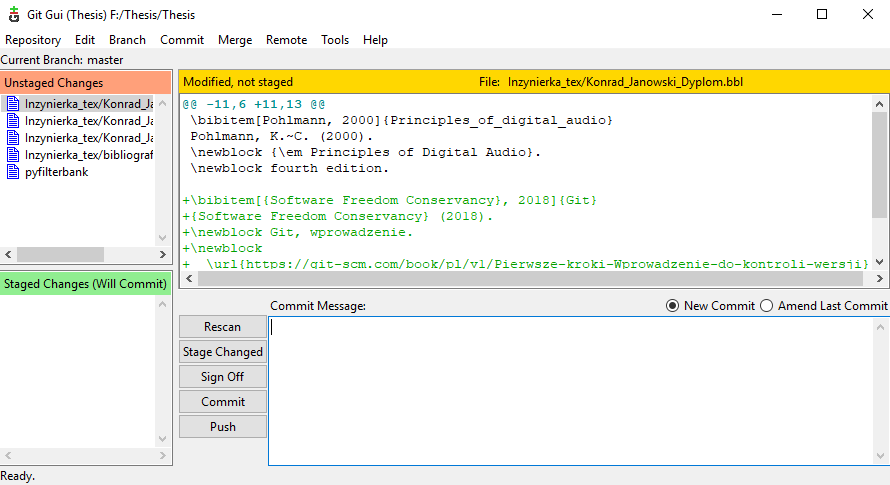 Git Gui (Thesis) F:/Thesis/Thesis
Repository Edit Branch Commit Merge Remote Tools Help
Current Branch: master
Unstaged Changes
Inzynierka_tex/Konrad_Ja
Inzynierka_tex/Konrad_Ja
Inzynierka_tex/Konrad_Ja
Inzynierka_tex/bibliograf
pyfilterbank
Staged Changes (Will Commit)
Modified, not staged File: Inzynierka_tex/Konrad_Janowski_Dyplom.bbl
@@ -11,6 +11,13 @@
\bibitem[Pohlmann, 2000]{Principles_of_digital_audio}
Pohlmann, K.~C. (2000).
\newblock {\em Principles of Digital Audio}.
\newblock fourth edition.
+\bibitem[{Software Freedom Conservancy}, 2018]{Git}
+{Software Freedom Conservancy} (2018).
+\newblock Git, wprowadzenie.
+\newblock
+  \url{https://git-scm.com/book/pl/v1/Pierwsze-kroki-Wprowadzenie-do-kontroli-wersji}
Commit Message: New Commit Amend Last Commit
Rescan
Stage Changed
Sign Off
Commit
Push
Ready.